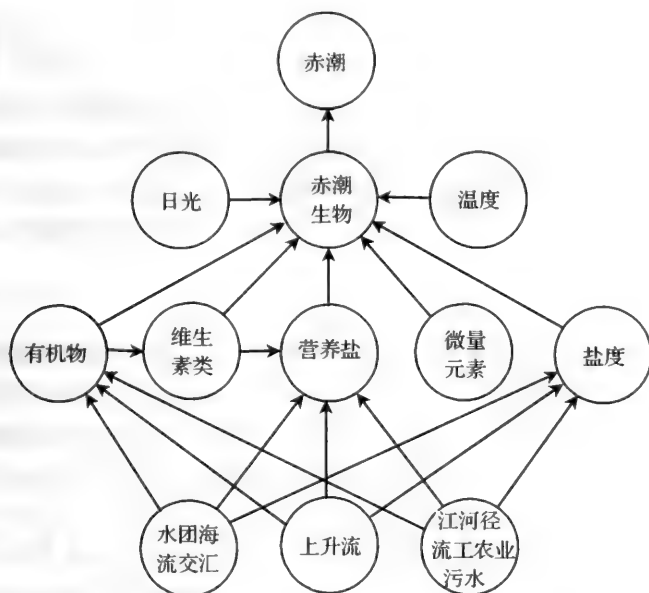 赤潮
日光
赤潮
生物
温度
有机物
维生
素类
营养盐
微量
元素
盐度
水团海
流交汇
上升流
江河径
流工农业
污水